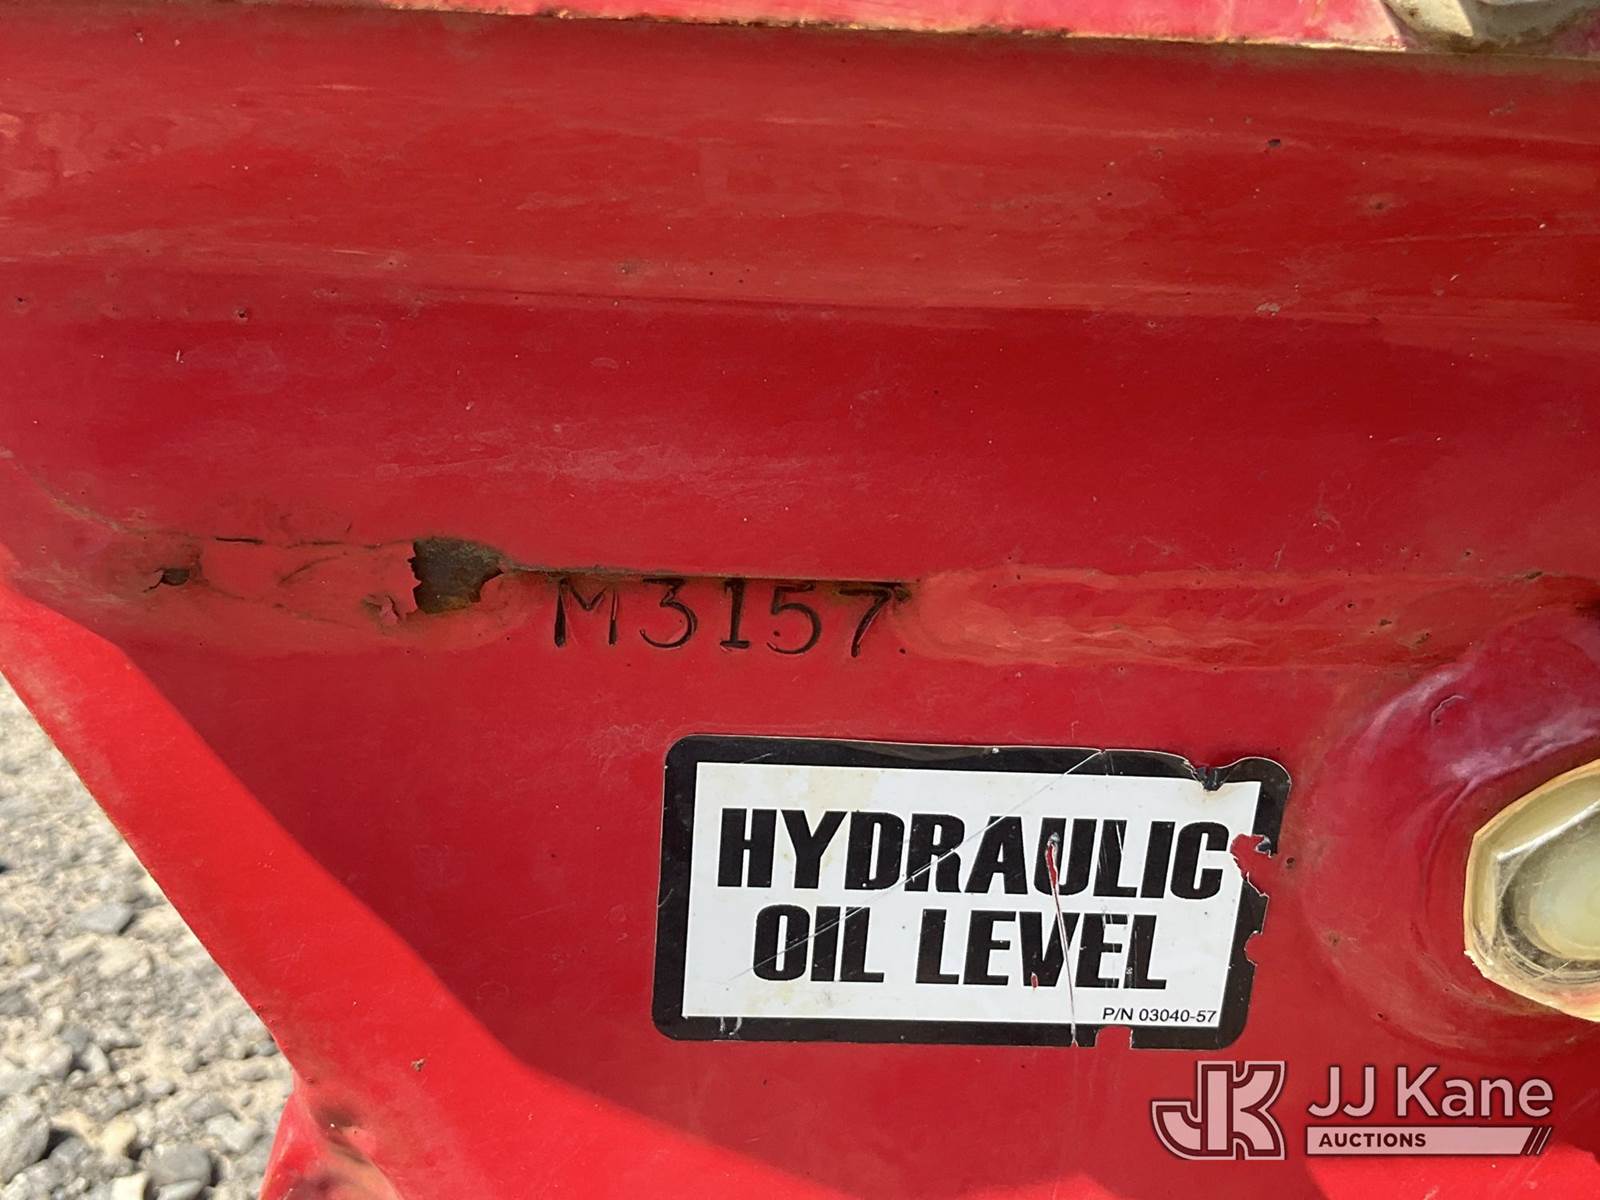 M3157
HYDRAULIC
OIL LEVEL
P/N 03040-57
JJ Kane
AUCTIONS